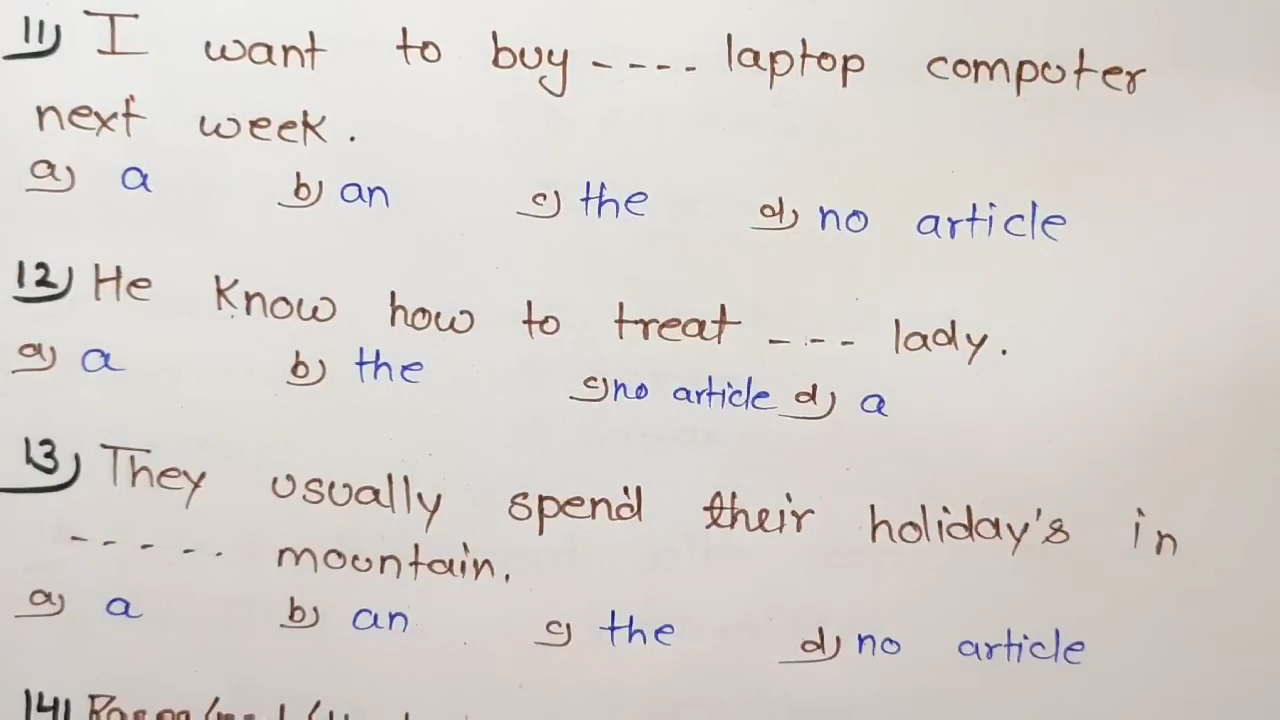 11) I want to buy ---- laptop computer
next week.
a) a b) an c) the d) no article
12) He know how to treat ---- lady.
a) a b) the c) no article d) a
13) They usually spend their holiday's in
----- mountain.
a) a b) an c) the d) no article
14)